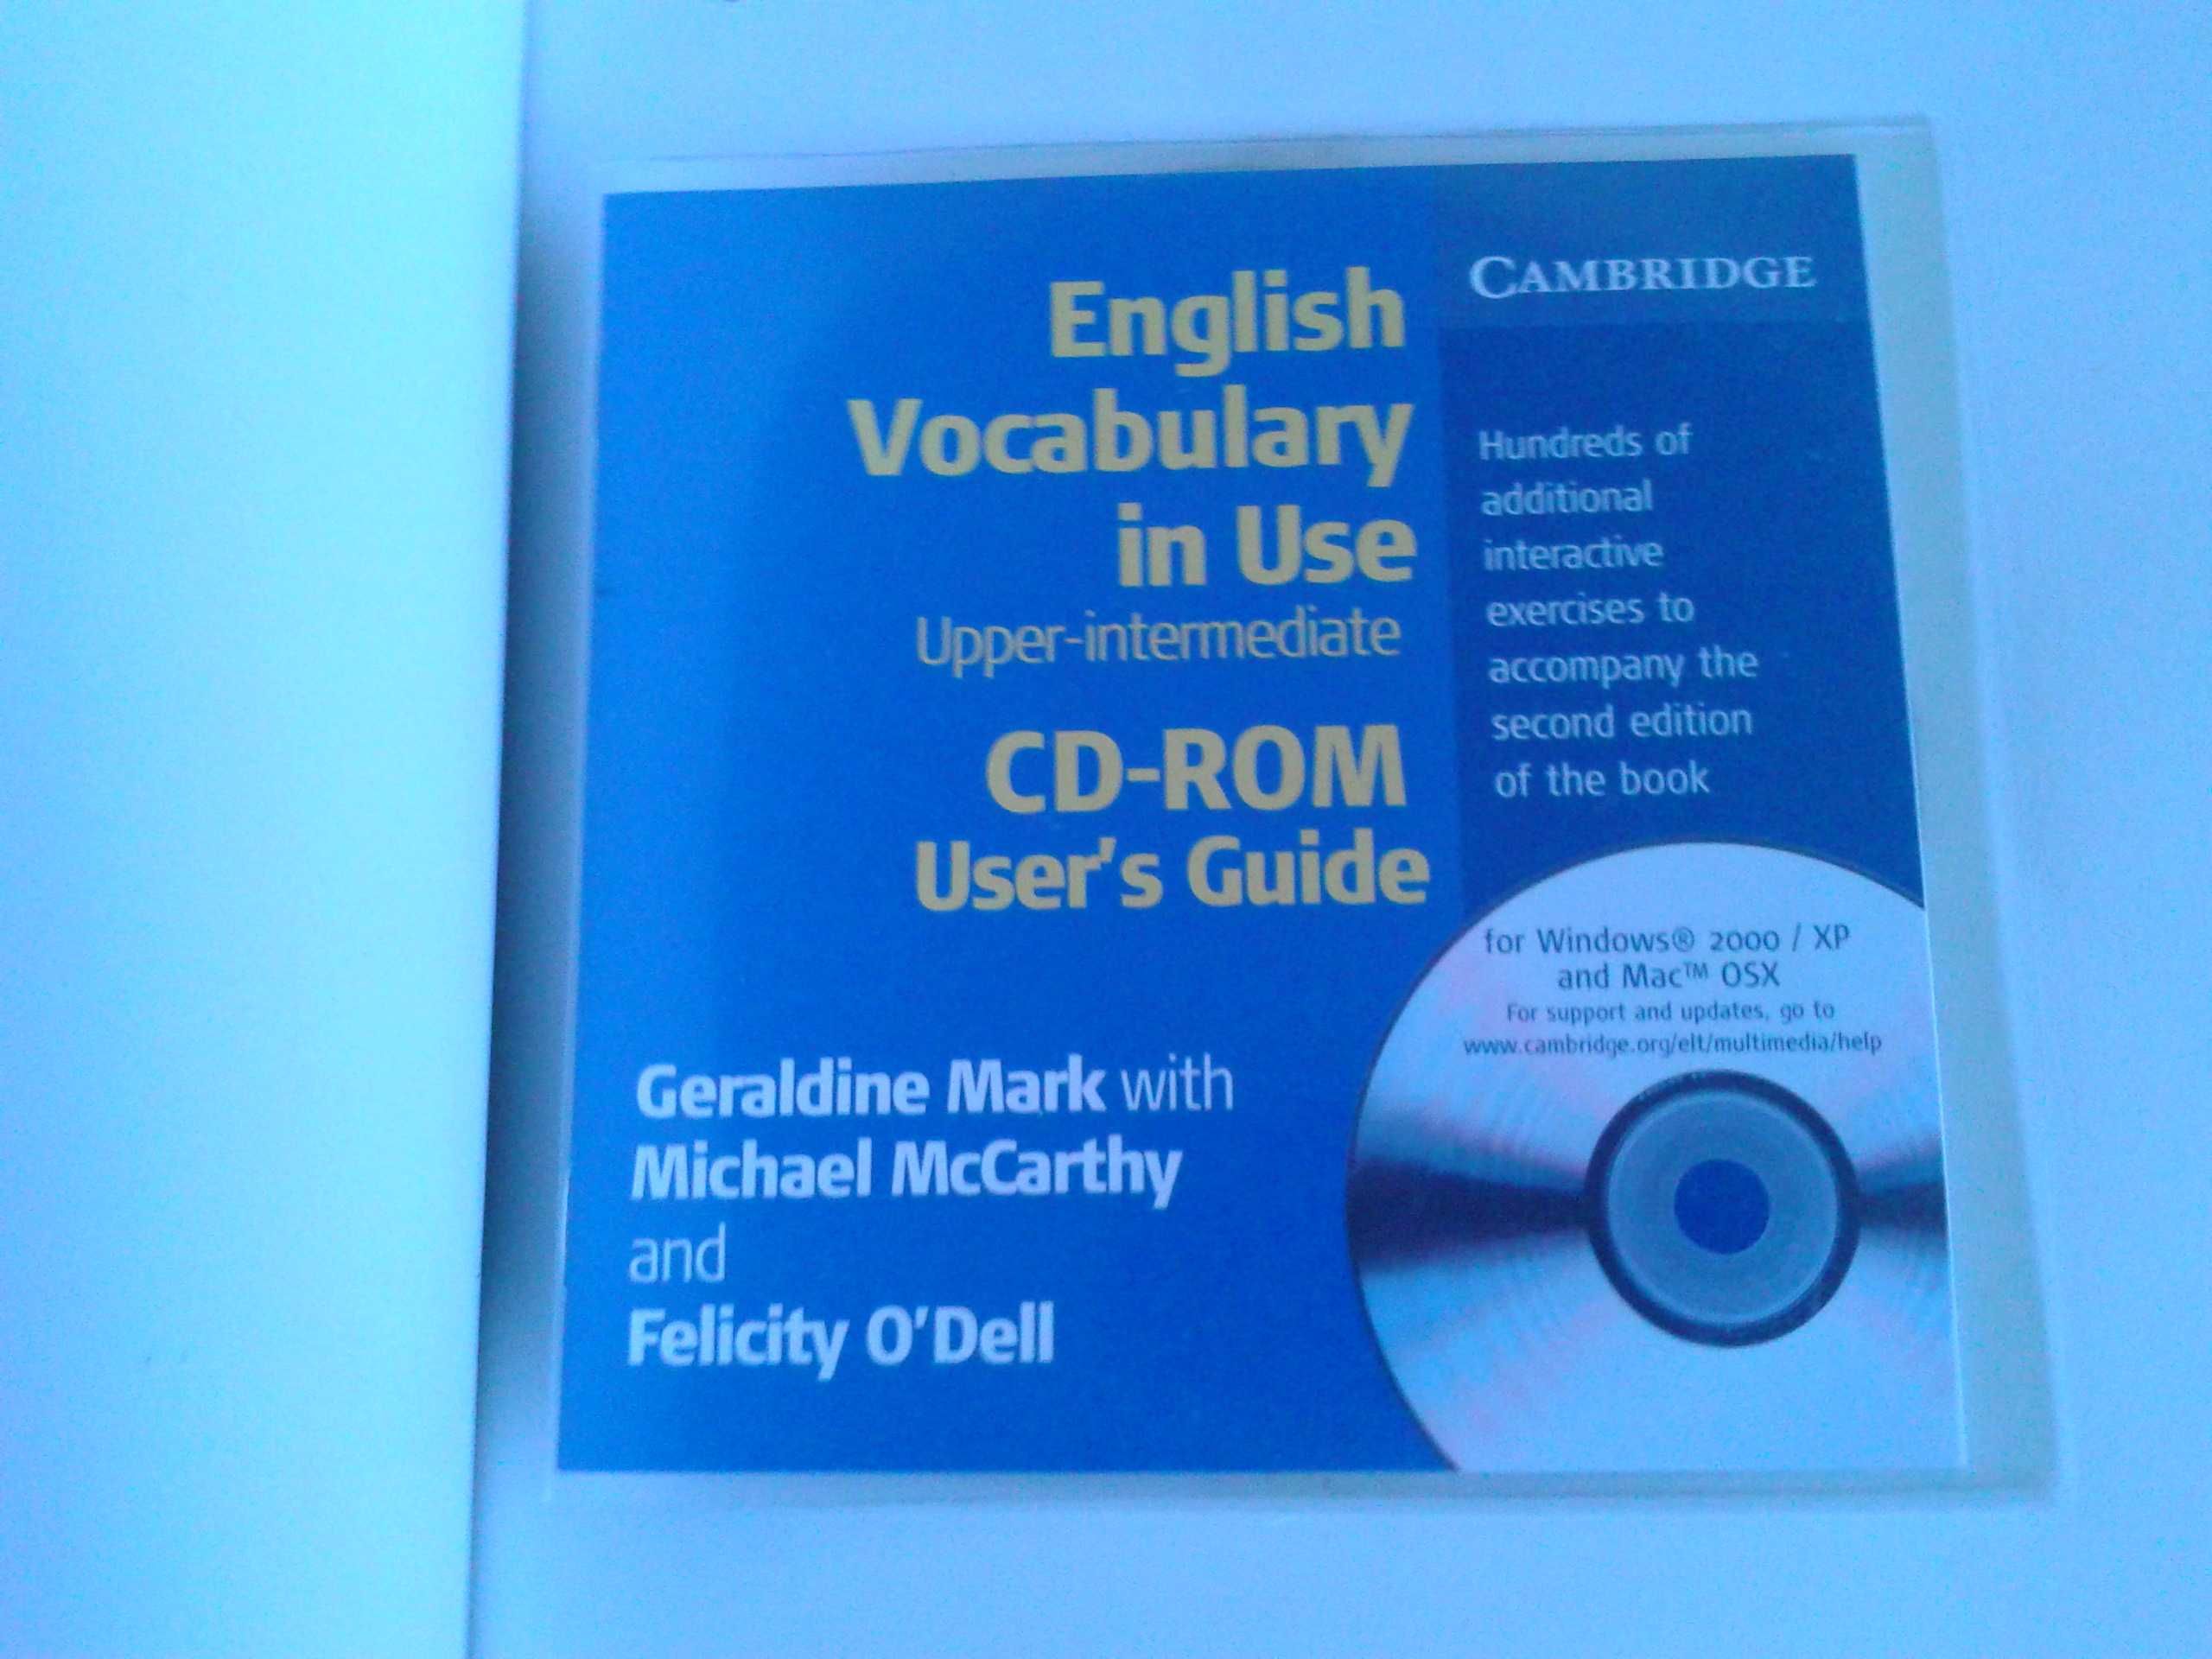 English
Vocabulary
in Use
Upper-intermediate
CD-ROM
User's Guide
Geraldine Mark with
Michael McCarthy
and
Felicity O'Dell
CAMBRIDGE
Hundreds of
additional
interactive
exercises to
accompany the
second edition
of the book
for Windows® 2000 / XP
and Mac™ OSX
For support and updates, go to
www.cambridge.org/elt/multimedia/help